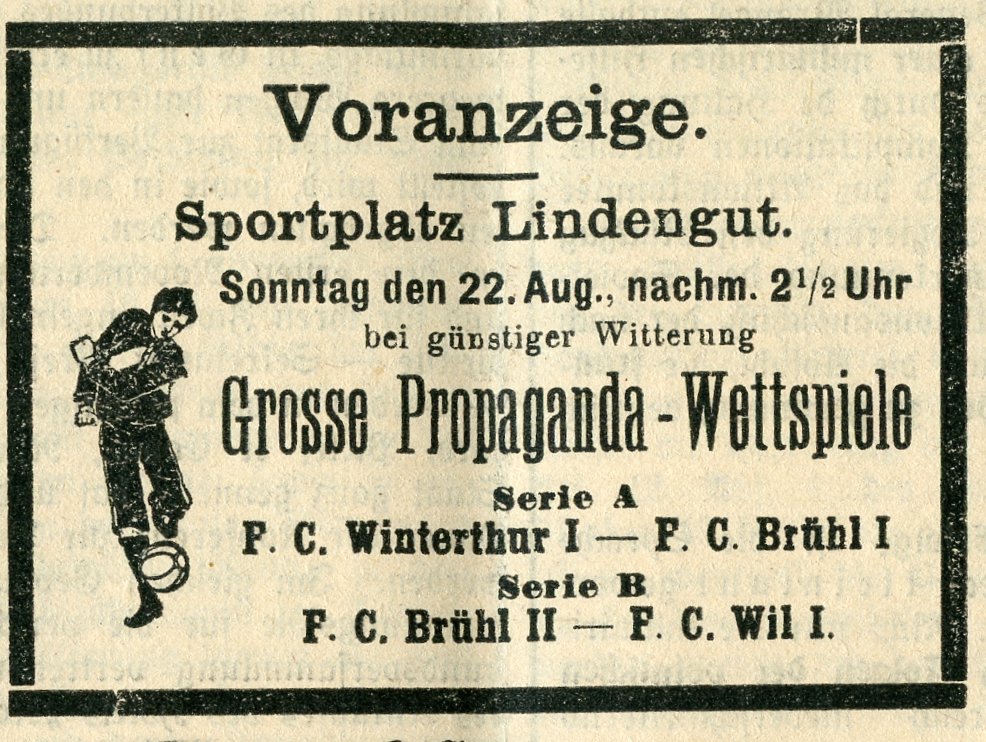 Voranzeige.
Sportplatz Lindengut.
Sonntag den 22. Aug., nachm. 2½ Uhr
bei günstiger Witterung
Grosse Propaganda-Wettspiele
Serie A
F. C. Winterthur I — F. C. Brühl I
Serie B
F. C. Brühl II — F. C. Wil I.